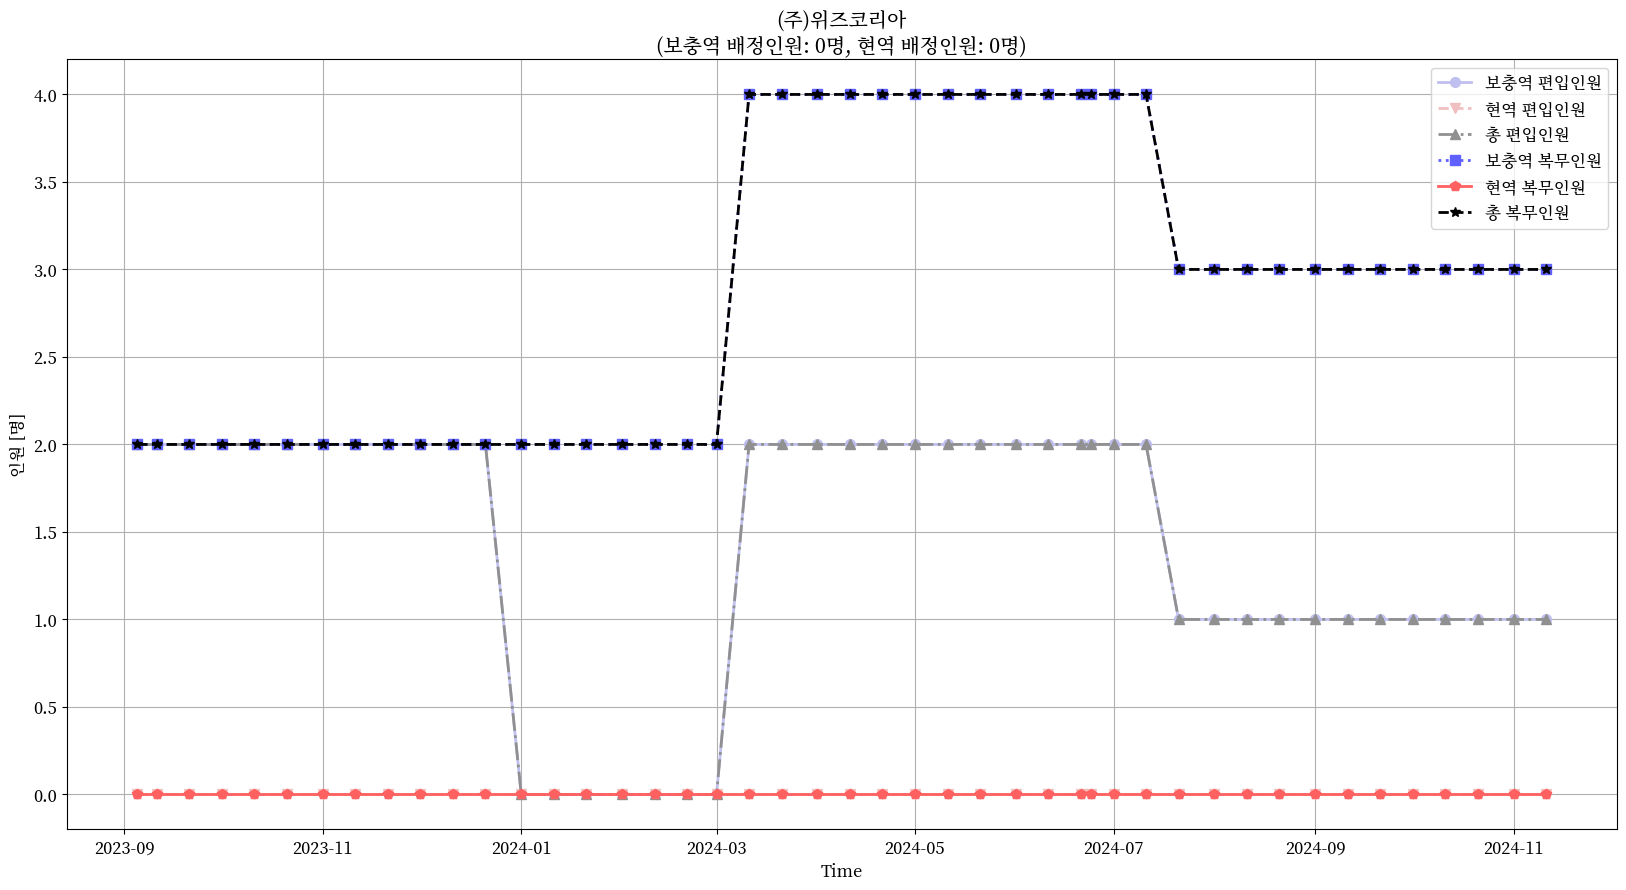 (주)위즈코리아
(보충역 배정인원: 0명, 현역 배정인원: 0명)
보충역 편입인원
현역 편입인원
총 편입인원
보충역 복무인원
현역 복무인원
총 복무인원
인원 [명]
4.0
3.5
3.0
2.5
2.0
1.5
1.0
0.5
0.0
2023-09 2023-11 2024-01 2024-03 2024-05 2024-07 2024-09 2024-11
Time